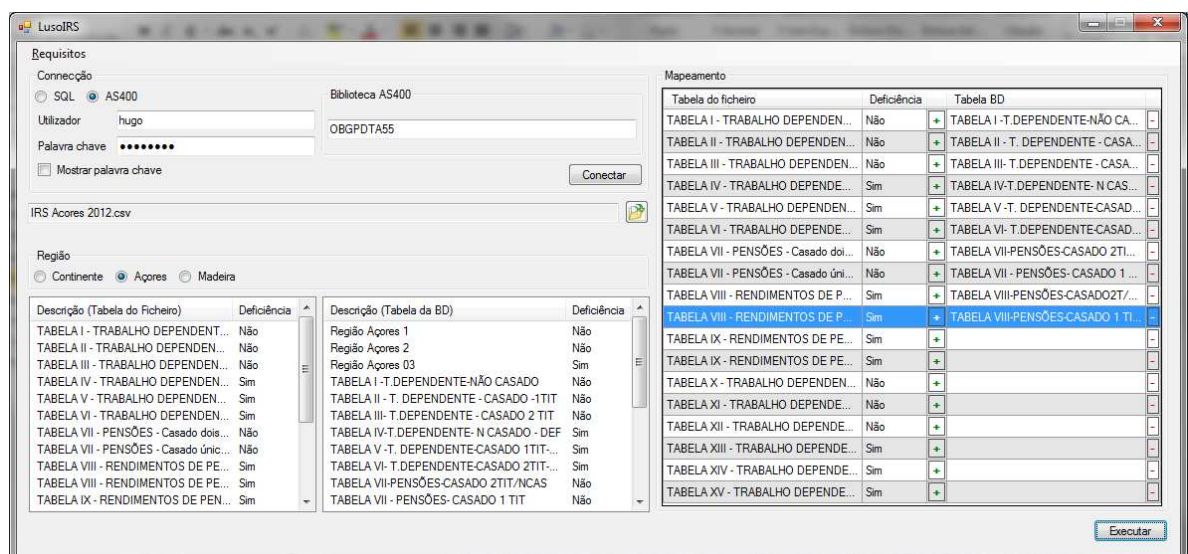 LusoIRS
Requisitos
Connecção
SQL AS400
Utilizador hugo
Palavra chave ●●●●●●●●
Mostrar palavra chave
Biblioteca AS400
OBGPDTA55
Conectar
IRS Acores 2012.csv
Região
Continente Açores Madeira
Descrição (Tabela do Ficheiro) Deficiência
TABELA I - TRABALHO DEPENDENT... Não
TABELA II - TRABALHO DEPENDEN... Não
TABELA III - TRABALHO DEPENDEN... Não
TABELA IV - TRABALHO DEPENDEN... Sim
TABELA V - TRABALHO DEPENDEN... Sim
TABELA VI - TRABALHO DEPENDEN... Sim
TABELA VII - PENSÕES - Casado dois... Não
TABELA VII - PENSÕES - Casado únic... Não
TABELA VIII - RENDIMENTOS DE PE... Sim
TABELA VIII - RENDIMENTOS DE PE... Sim
TABELA IX - RENDIMENTOS DE PEN... Sim
Descrição (Tabela da BD) Deficiência
Região Açores 1 Não
Região Açores 2 Não
Região Açores 03 Sim
TABELA I -T.DEPENDENTE-NÃO CASADO Não
TABELA II - T. DEPENDENTE - CASADO -1TIT Não
TABELA III- T.DEPENDENTE - CASADO 2 TIT Não
TABELA IV-T.DEPENDENTE- N CASADO - DEF Sim
TABELA V -T. DEPENDENTE-CASADO 1TIT-... Sim
TABELA VI- T.DEPENDENTE-CASADO 2TIT-... Sim
TABELA VII-PENSÕES-CASADO 2TIT/NCAS Não
TABELA VII - PENSÕES- CASADO 1 TIT Não
Mapeamento
Tabela do ficheiro Deficiência Tabela BD
TABELA I - TRABALHO DEPENDEN... Não + TABELA I -T.DEPENDENTE-NÃO CA... -
TABELA II - TRABALHO DEPENDEN... Não + TABELA II - T. DEPENDENTE - CASA... -
TABELA III - TRABALHO DEPENDEN... Não + TABELA III- T. DEPENDENTE - CASA... -
TABELA IV - TRABALHO DEPENDE... Sim + TABELA IV-T.DEPENDENTE- N CAS... -
TABELA V - TRABALHO DEPENDEN... Sim + TABELA V -T. DEPENDENTE-CASAD... -
TABELA VI - TRABALHO DEPENDE... Sim + TABELA VI- T.DEPENDENTE-CASAD... -
TABELA VII - PENSÕES - Casado doi... Não + TABELA VII-PENSÕES-CASADO 2TI... -
TABELA VII - PENSÕES - Casado úni... Não + TABELA VII - PENSÕES- CASADO 1 ... -
TABELA VIII - RENDIMENTOS DE P... Sim + TABELA VIII-PENSÕES-CASADO2T/... -
TABELA VIII - RENDIMENTOS DE P... Sim + TABELA VIII-PENSÕES-CASADO 1 TI... -
TABELA IX - RENDIMENTOS DE PE... Sim + -
TABELA IX - RENDIMENTOS DE PE... Sim + -
TABELA X - TRABALHO DEPENDEN... Não + -
TABELA XI - TRABALHO DEPENDE... Não + -
TABELA XII - TRABALHO DEPENDE... Não + -
TABELA XIII - TRABALHO DEPENDE... Sim + -
TABELA XIV - TRABALHO DEPENDE... Sim + -
TABELA XV - TRABALHO DEPENDE... Sim + -
Executar